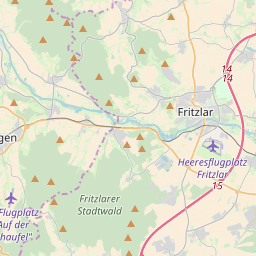 14
14
Fritzlar
gen
Heeresflugplatz
Fritzlar
15
Fritzlarer
Stadtwald
Flugplatz
Auf der
haufel"